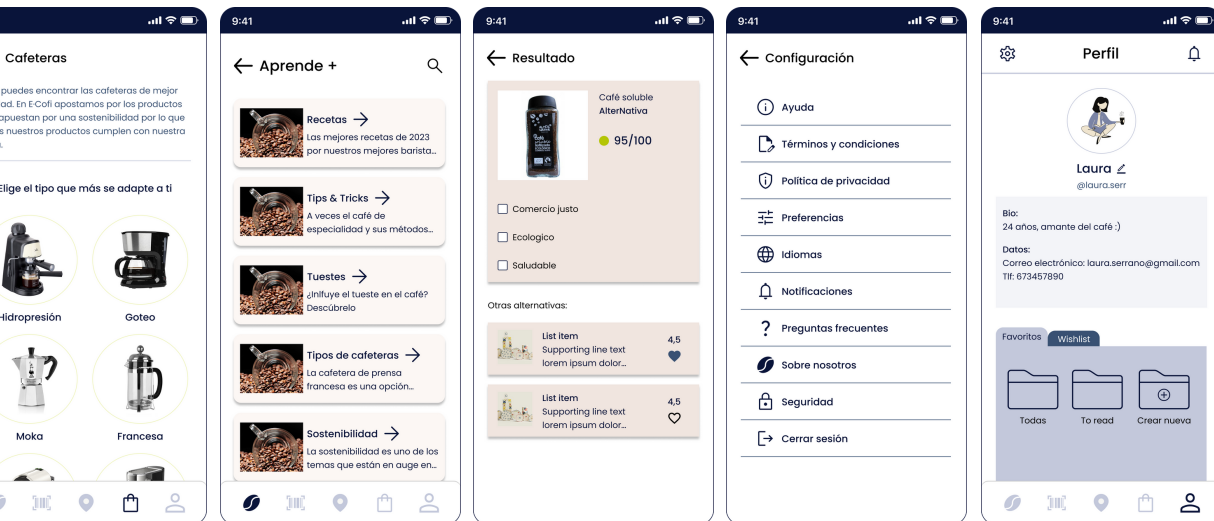 Cafeteras
puedes encontrar las cafeteras de mejor
ad. En E-Cofi apostamos por los productos
apuestan por una sostenibilidad por lo que
s nuestros productos cumplen con nuestra
Elige el tipo que más se adapte a ti
Hidropresión
Goteo
Moka
Francesa
9:41
Aprende +
Recetas
Las mejores recetas de 2023
por nuestros mejores barista...
Tips & Tricks
A veces el café de
especialidad y sus métodos...
Tuestes
¿Inlfuye el tueste en el café?
Descúbrelo
Tipos de cafeteras
La cafetera de prensa
francesa es una opción...
Sostenibilidad
La sostenibilidad es uno de los
temas que están en auge en...
9:41
Resultado
Café soluble
AlterNativa
95/100
Comercio justo
Ecologico
Saludable
Otras alternativas:
List item
Supporting line text
lorem ipsum dolor...
4,5
List item
Supporting line text
lorem ipsum dolor...
4,5
9:41
Configuración
Ayuda
Términos y condiciones
Política de privacidad
Preferencias
Idiomas
Notificaciones
Preguntas frecuentes
Sobre nosotros
Seguridad
Cerrar sesión
9:41
Perfil
Laura
@laura.serr
Bio:
24 años, amante del café :)
Datos:
Correo electrónico: laura.serrano@gmail.com
Tlf: 673457890
Favoritos
Wishlist
Todas
To read
Crear nueva